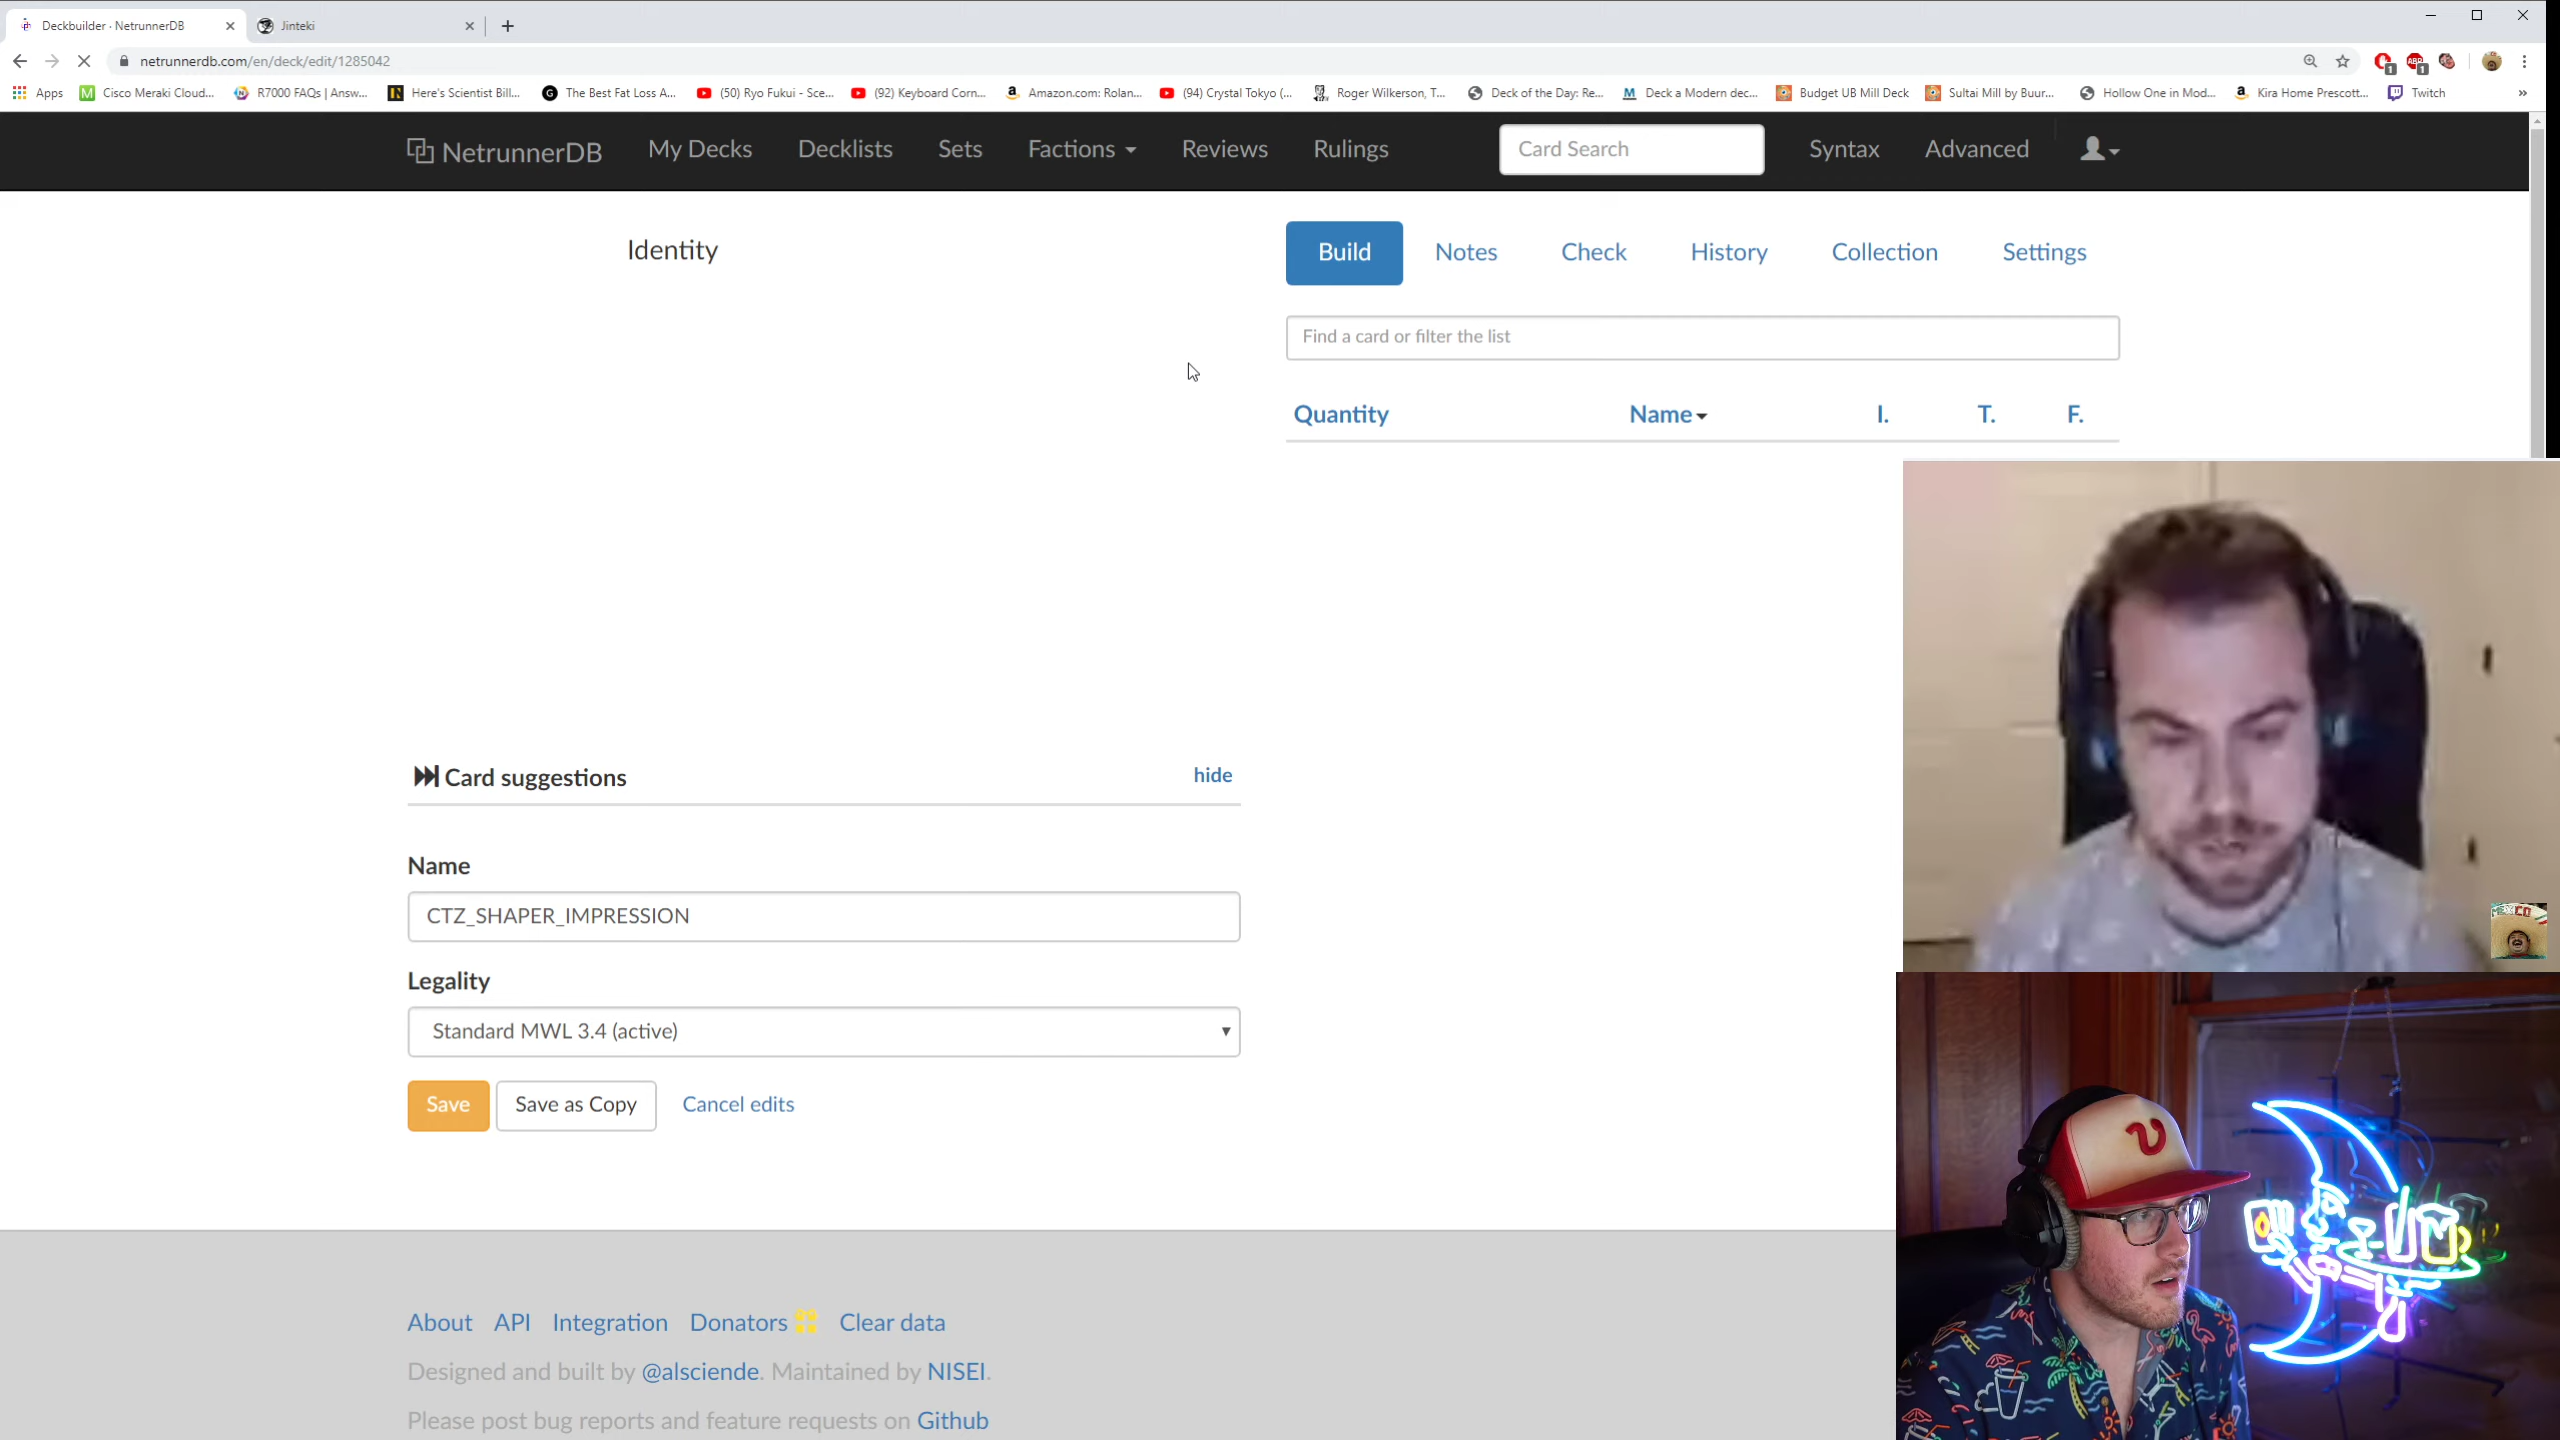 Deckbuilder · NetrunnerDB
Jinteki
netrunnerdb.com/en/deck/edit/1285042
Apps
Cisco Meraki Cloud...
R7000 FAQs | Answ...
Here's Scientist Bill...
The Best Fat Loss A...
(50) Ryo Fukui - Sce...
(92) Keyboard Corn...
Amazon.com: Rolan...
(94) Crystal Tokyo (...
Roger Wilkerson, T...
Deck of the Day: Re...
Deck a Modern dec...
Budget UB Mill Deck
Sultai Mill by Buur...
Hollow One in Mod...
Kira Home Prescott...
Twitch
»
NetrunnerDB
My Decks
Decklists
Sets
Factions
Reviews
Rulings
Card Search
Syntax
Advanced
Identity
Build
Notes
Check
History
Collection
Settings
Find a card or filter the list
Quantity
Name
I.
T.
F.
Card suggestions
hide
Name
CTZ_SHAPER_IMPRESSION
Legality
Standard MWL 3.4 (active)
Save
Save as Copy
Cancel edits
MEXICO
About
API
Integration
Donators
Clear data
Designed and built by @alsciende. Maintained by NISEI.
Please post bug reports and feature requests on Github